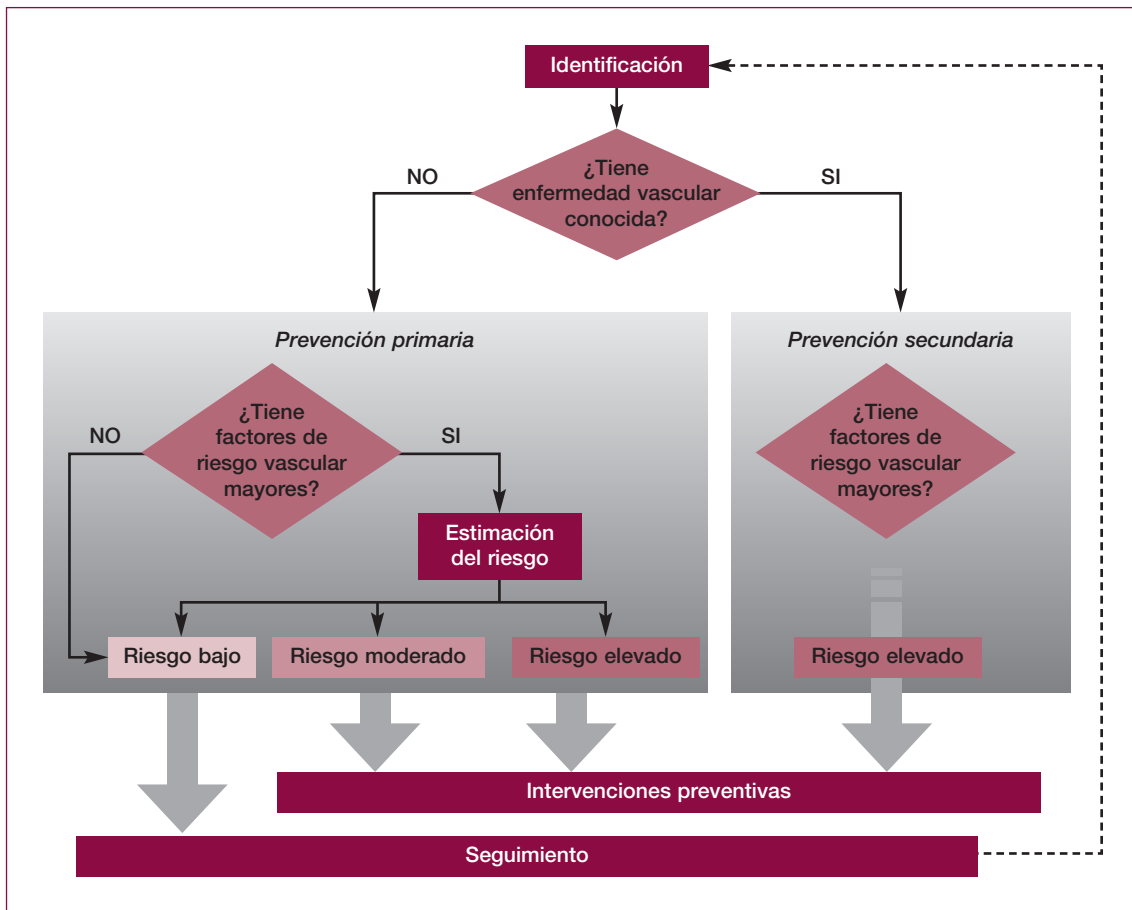 Identificación
¿Tiene
enfermedad vascular
conocida?
NO
SI
Prevención primaria
¿Tiene
factores de
riesgo vascular
mayores?
NO
SI
Estimación
del riesgo
Riesgo bajo
Riesgo moderado
Riesgo elevado
Prevención secundaria
¿Tiene
factores de
riesgo vascular
mayores?
Riesgo elevado
Intervenciones preventivas
Seguimiento